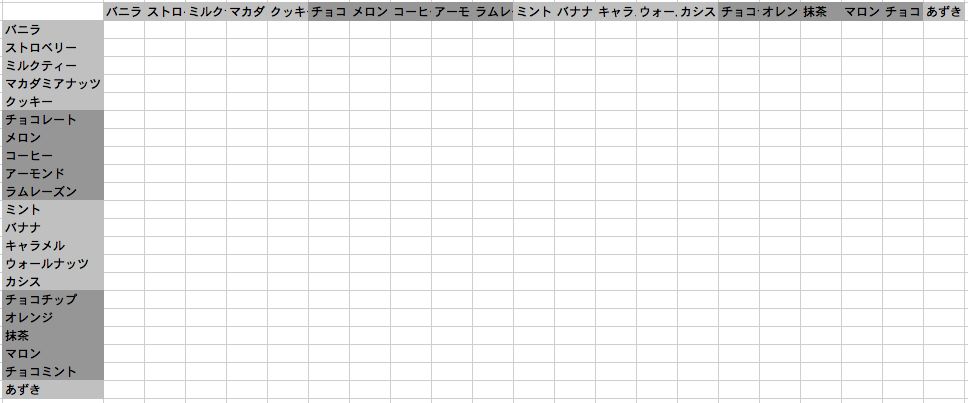 バニラ ストロ ミルク マカダ クッキ チョコ メロン コーヒ アーモ ラムレ ミント バナナ キャラ ウォー カシス チョコ オレン 抹茶 マロン チョコ あずき
バニラ
ストロベリー
ミルクティー
マカダミアナッツ
クッキー
チョコレート
メロン
コーヒー
アーモンド
ラムレーズン
ミント
バナナ
キャラメル
ウォールナッツ
カシス
チョコチップ
オレンジ
抹茶
マロン
チョコミント
あずき